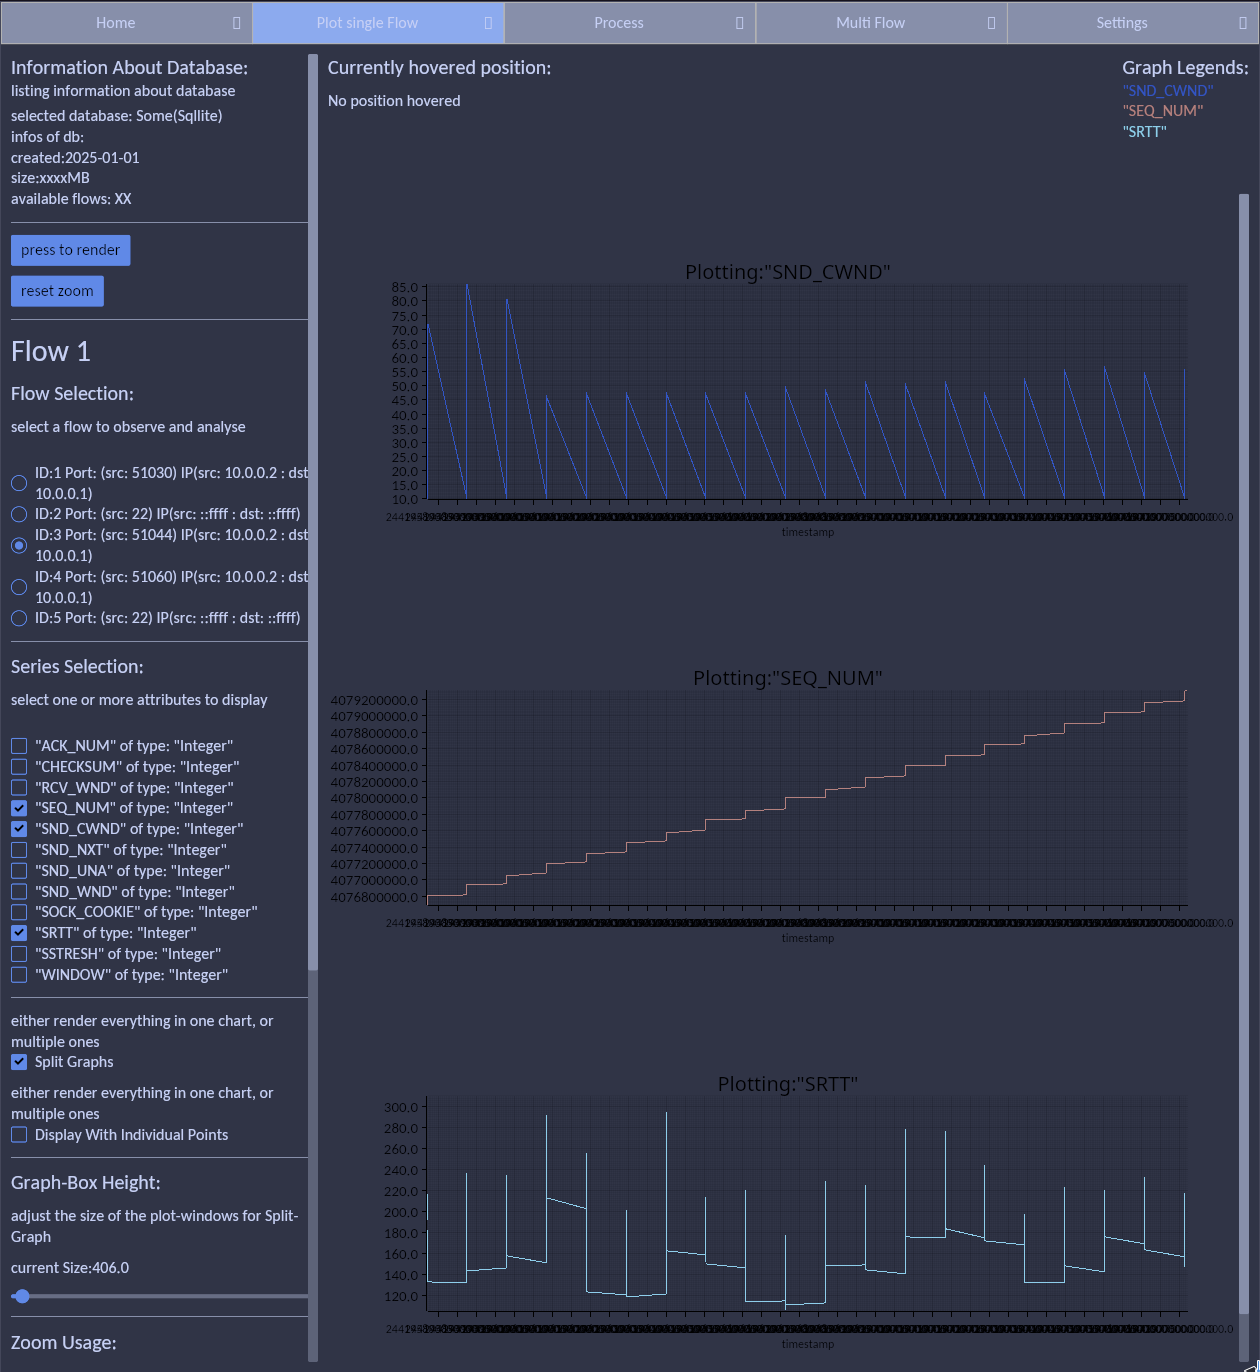 Home
Plot single Flow
Process
Multi Flow
Settings
Information About Database:
listing information about database
selected database: Some(Sqllite)
infos of db:
created:2025-01-01
size:xxxxMB
available flows: XX
press to render
reset zoom
Flow 1
Flow Selection:
select a flow to observe and analyse
ID:1 Port: (src: 51030) IP(src: 10.0.0.2 : dst
10.0.0.1)
ID:2 Port: (src: 22) IP(src: ::ffff : dst: ::ffff)
ID:3 Port: (src: 51044) IP(src: 10.0.0.2 : dst
10.0.0.1)
ID:4 Port: (src: 51060) IP(src: 10.0.0.2 : dst
10.0.0.1)
ID:5 Port: (src: 22) IP(src: ::ffff : dst: ::ffff)
Series Selection:
select one or more attributes to display
"ACK_NUM" of type: "Integer"
"CHECKSUM" of type: "Integer"
"RCV_WND" of type: "Integer"
"SEQ_NUM" of type: "Integer"
"SND_CWND" of type: "Integer"
"SND_NXT" of type: "Integer"
"SND_UNA" of type: "Integer"
"SND_WND" of type: "Integer"
"SOCK_COOKIE" of type: "Integer"
"SRTT" of type: "Integer"
"SSTRESH" of type: "Integer"
"WINDOW" of type: "Integer"
either render everything in one chart, or
multiple ones
Split Graphs
either render everything in one chart, or
multiple ones
Display With Individual Points
Graph-Box Height:
adjust the size of the plot-windows for Split-
Graph
current Size:406.0
Zoom Usage:
Currently hovered position:
No position hovered
Graph Legends:
"SND_CWND"
"SEQ_NUM"
"SRTT"
Plotting:"SND_CWND"
85.0
80.0
75.0
70.0
65.0
60.0
55.0
50.0
45.0
40.0
35.0
30.0
25.0
20.0
15.0
10.0
timestamp
Plotting:"SEQ_NUM"
4079200000.0
4079000000.0
4078800000.0
4078600000.0
4078400000.0
4078200000.0
4078000000.0
4077800000.0
4077600000.0
4077400000.0
4077200000.0
4077000000.0
4076800000.0
timestamp
Plotting:"SRTT"
300.0
280.0
260.0
240.0
220.0
200.0
180.0
160.0
140.0
120.0
timestamp